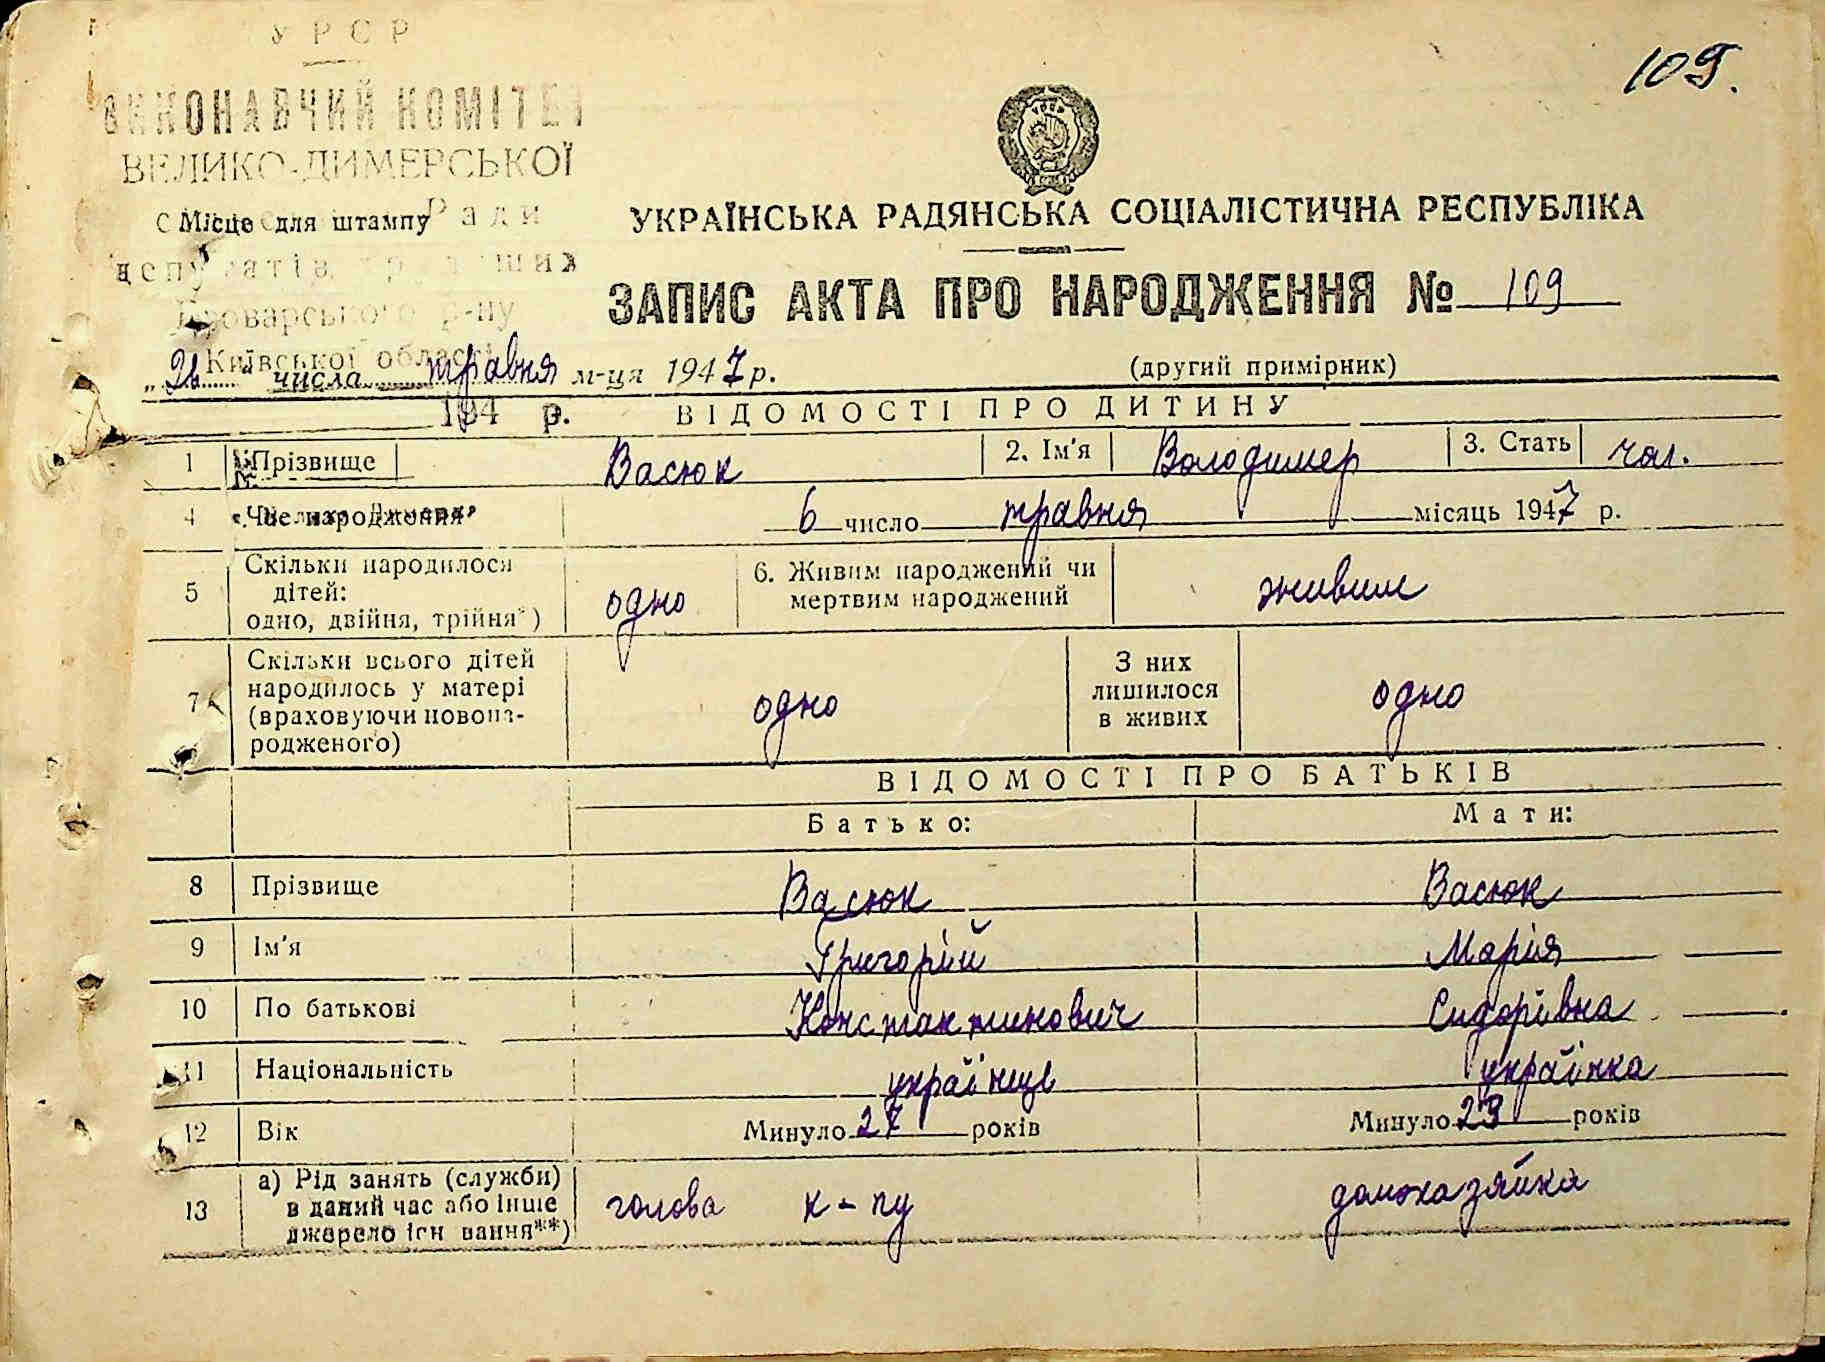 109.
УРСР
ВИКОНАВЧИЙ КОМІТЕТ
ВЕЛИКО-ДИМЕРСЬКОЇ
Ради
Місце для штампу
депутатів трудящих
Броварського р-ну
Київської області
194 р.
УКРАЇНСЬКА РАДЯНСЬКА СОЦІАЛІСТИЧНА РЕСПУБЛІКА
ЗАПИС АКТА ПРО НАРОДЖЕННЯ № 109
числа травня м-ця 1947 р. (другий примірник)
ВІДОМОСТІ ПРО ДИТИНУ
1 Прізвище Васюк 2. Ім'я Володимер 3. Стать чол.
4 Час народження 6 число травня місяць 1947 р.
5 Скільки народилося дітей: одно, двійня, трійня*) одно 6. Живим народжений чи мертвим народжений живим
7 Скільки всього дітей народилось у матері (враховуючи новонародженого) одно З них лишилося в живих одно
ВІДОМОСТІ ПРО БАТЬКІВ
Батько: Мати:
8 Прізвище Васюк Васюк
9 Ім'я Григорій Марія
10 По батькові Константинович Сидорівна
11 Національність українець українка
12 Вік Минуло 27 років Минуло 23 років
13 а) Рід занять (служби) в даний час або інше джерело існування**) голова к-пу домохазяйка